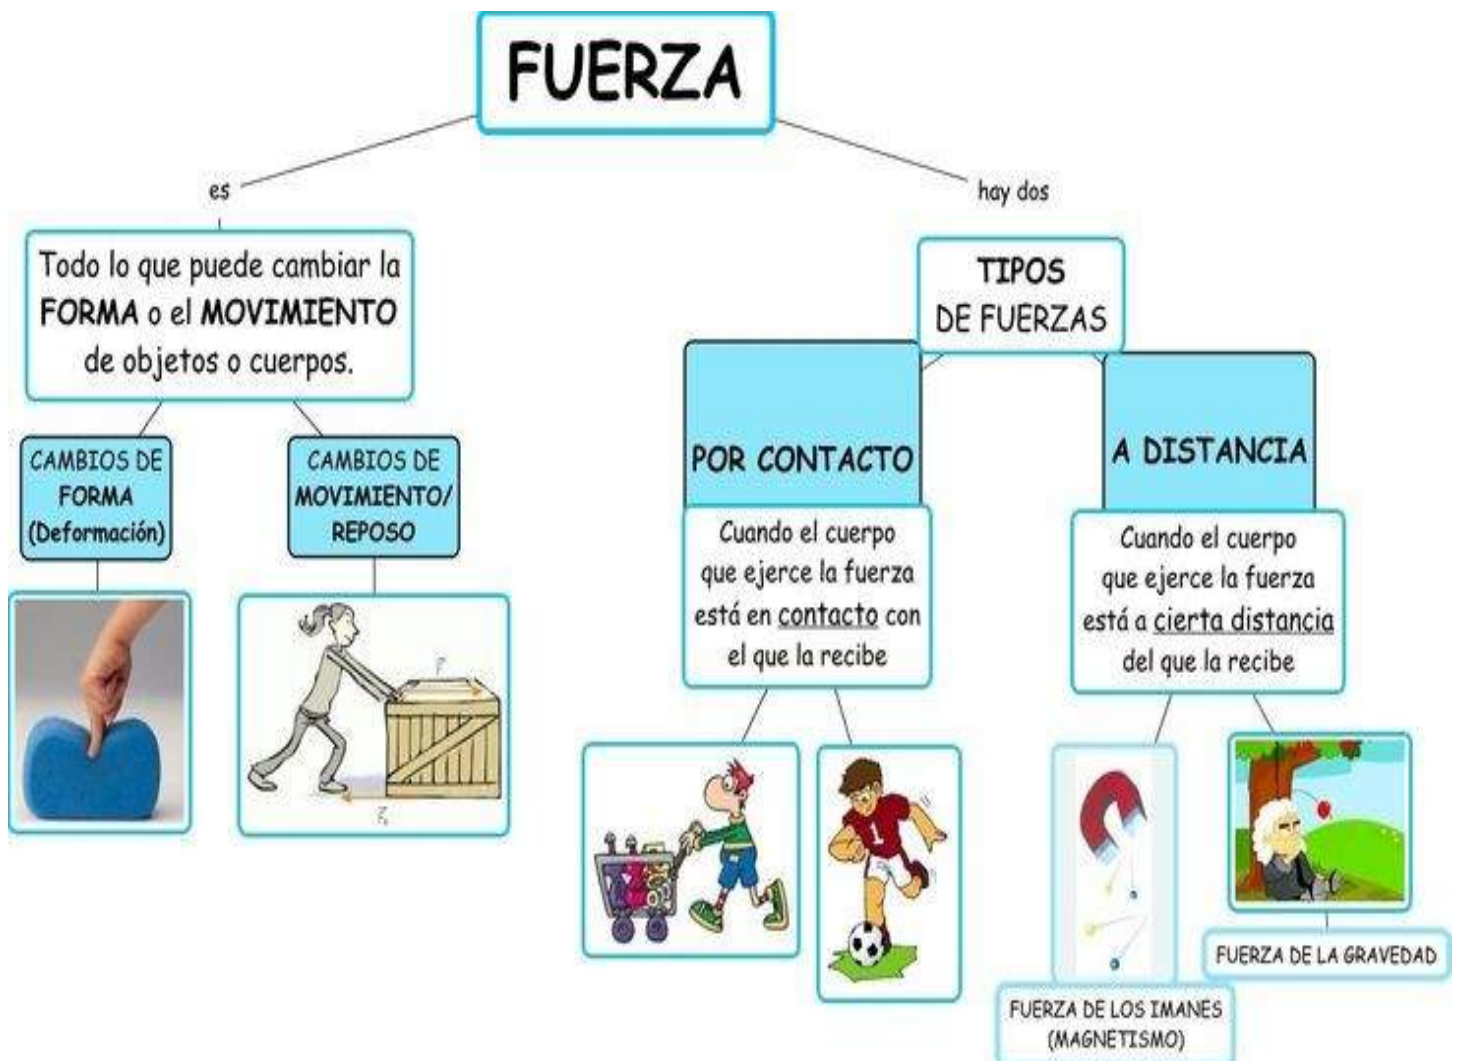 FUERZA
es
hay dos
Todo lo que puede cambiar la
FORMA o el MOVIMIENTO
de objetos o cuerpos.
TIPOS
DE FUERZAS
CAMBIOS DE
FORMA
(Deformación)
CAMBIOS DE
MOVIMIENTO/
REPOSO
POR CONTACTO
A DISTANCIA
Cuando el cuerpo
que ejerce la fuerza
está en contacto con
el que la recibe
Cuando el cuerpo
que ejerce la fuerza
está a cierta distancia
del que la recibe
1
FUERZA DE LA GRAVEDAD
FUERZA DE LOS IMANES
(MAGNETISMO)